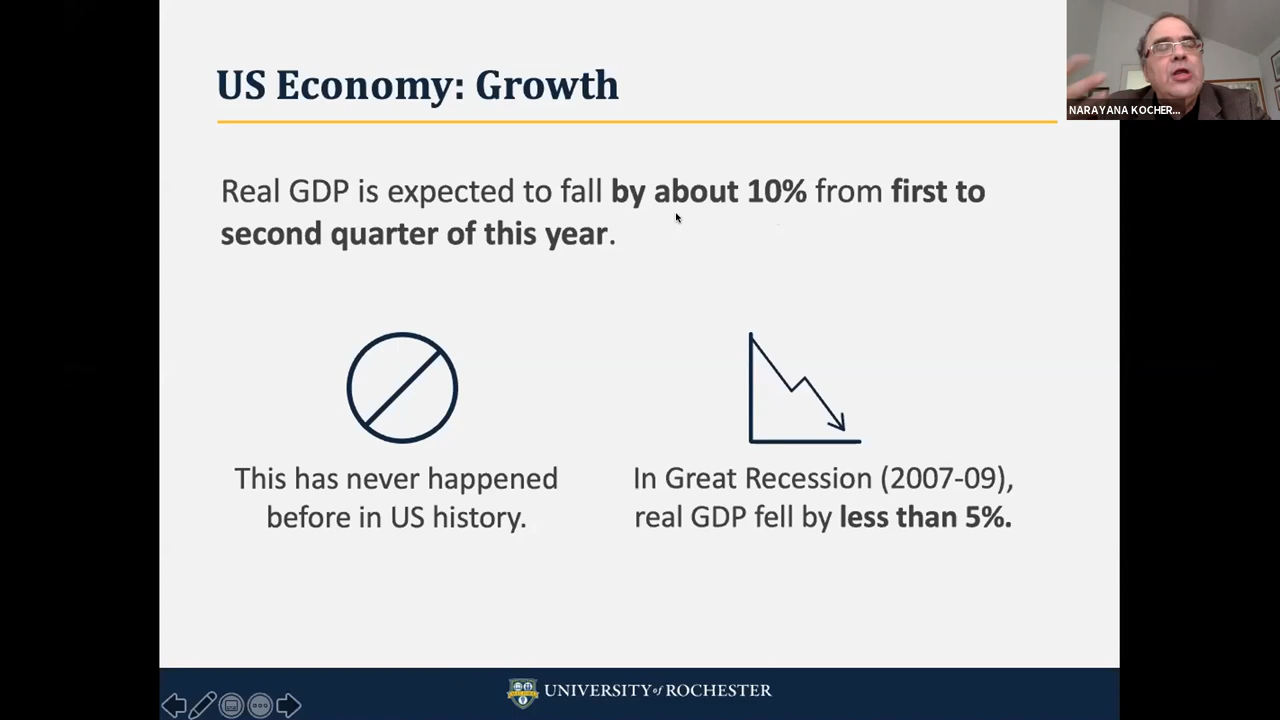 US Economy: Growth
NARAYANA KOCHER...
Real GDP is expected to fall by about 10% from first to
second quarter of this year.
This has never happened
before in US history.
In Great Recession (2007-09),
real GDP fell by less than 5%.
UNIVERSITY of ROCHESTER